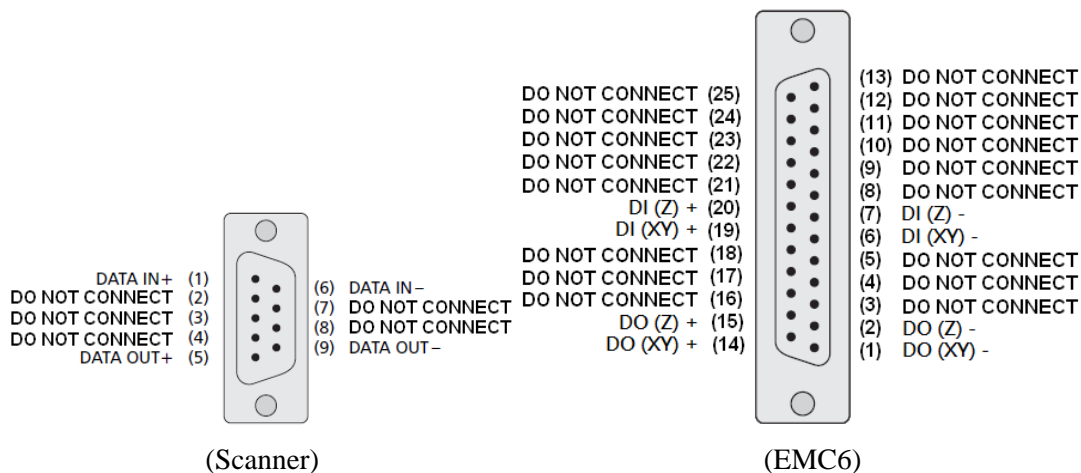 DATA IN+ (1)
DO NOT CONNECT (2)
DO NOT CONNECT (3)
DO NOT CONNECT (4)
DATA OUT+ (5)
(6) DATA IN−
(7) DO NOT CONNECT
(8) DO NOT CONNECT
(9) DATA OUT−
(Scanner)
DO NOT CONNECT (25)
DO NOT CONNECT (24)
DO NOT CONNECT (23)
DO NOT CONNECT (22)
DO NOT CONNECT (21)
DI (Z) + (20)
DI (XY) + (19)
DO NOT CONNECT (18)
DO NOT CONNECT (17)
DO NOT CONNECT (16)
DO (Z) + (15)
DO (XY) + (14)
(13) DO NOT CONNECT
(12) DO NOT CONNECT
(11) DO NOT CONNECT
(10) DO NOT CONNECT
(9) DO NOT CONNECT
(8) DO NOT CONNECT
(7) DI (Z) -
(6) DI (XY) -
(5) DO NOT CONNECT
(4) DO NOT CONNECT
(3) DO NOT CONNECT
(2) DO (Z) -
(1) DO (XY) -
(EMC6)